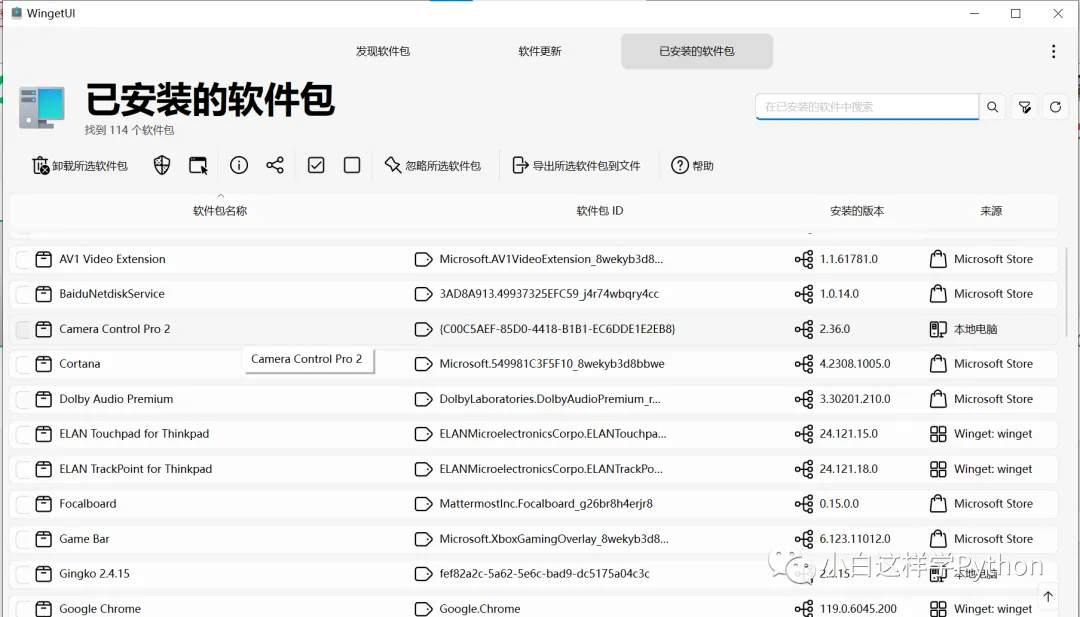 WingetUI
发现软件包 软件更新 已安装的软件包
已安装的软件包
找到 114 个软件包
在已安装的软件中搜索
卸载所选软件包 忽略所选软件包 导出所选软件包到文件 帮助
软件包名称 软件包 ID 安装的版本 来源
AV1 Video Extension Microsoft.AV1VideoExtension_8wekyb3d8... 1.1.61781.0 Microsoft Store
BaiduNetdiskService 3AD8A913.49937325EFC59_j4r74wbqry4cc 1.0.14.0 Microsoft Store
Camera Control Pro 2 {C00C5AEF-85D0-4418-B1B1-EC6DDE1E2EB8} 2.36.0 本地电脑
Camera Control Pro 2
Cortana Microsoft.549981C3F5F10_8wekyb3d8bbwe 4.2308.1005.0 Microsoft Store
Dolby Audio Premium DolbyLaboratories.DolbyAudioPremium_r... 3.30201.210.0 Microsoft Store
ELAN Touchpad for Thinkpad ELANMicroelectronicsCorpo.ELANTouchpa... 24.121.15.0 Winget: winget
ELAN TrackPoint for Thinkpad ELANMicroelectronicsCorpo.ELANTrackPo... 24.121.18.0 Winget: winget
Focalboard MattermostInc.Focalboard_g26br8h4erjr8 0.15.0.0 Microsoft Store
Game Bar Microsoft.XboxGamingOverlay_8wekyb3d8... 6.123.11012.0 Microsoft Store
Gingko 2.4.15 fef82a2c-5a62-5e6c-bad9-dc5175a04c3c 2.4.15 本地电脑
小白这样学Python
Google Chrome Google.Chrome 119.0.6045.200 Winget: winget